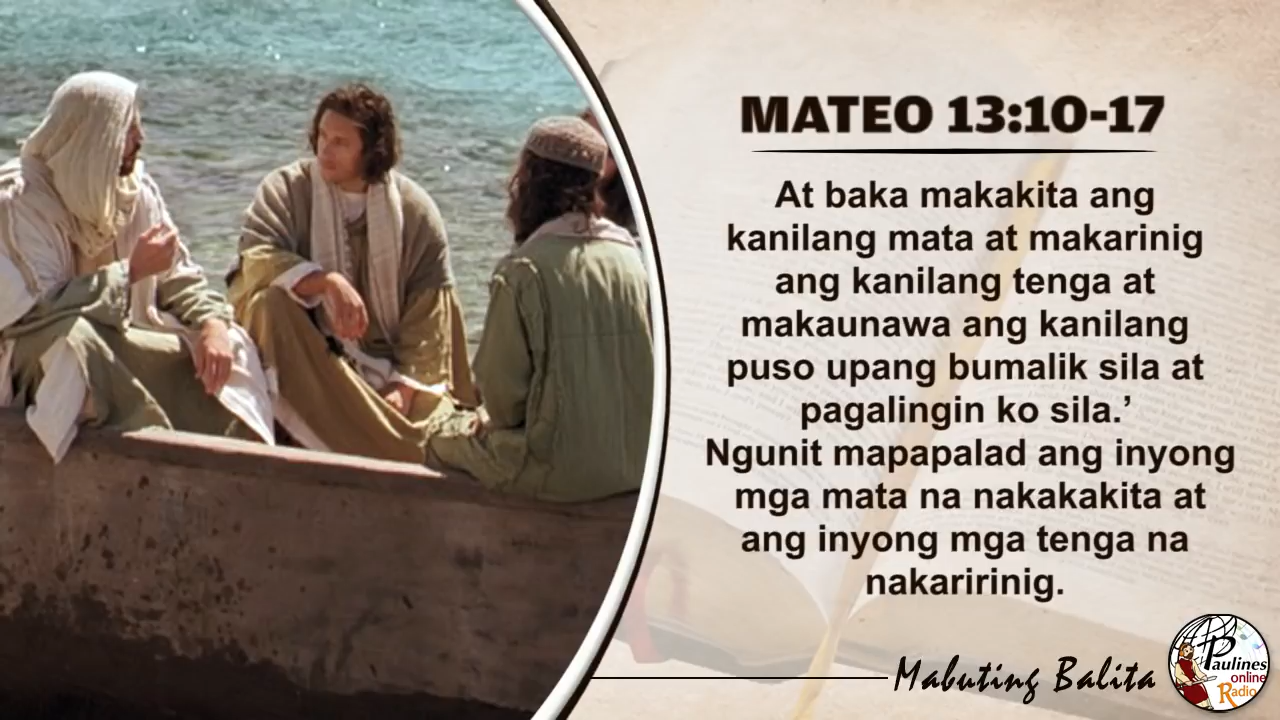 MATEO 13:10-17
At baka makakita ang
kanilang mata at makarinig
ang kanilang tenga at
makaunawa ang kanilang
puso upang bumalik sila at
pagalingin ko sila.’
Ngunit mapapalad ang inyong
mga mata na nakakakita at
ang inyong mga tenga na
nakaririnig.
Mabuting Balita
Paulines
online
Radio